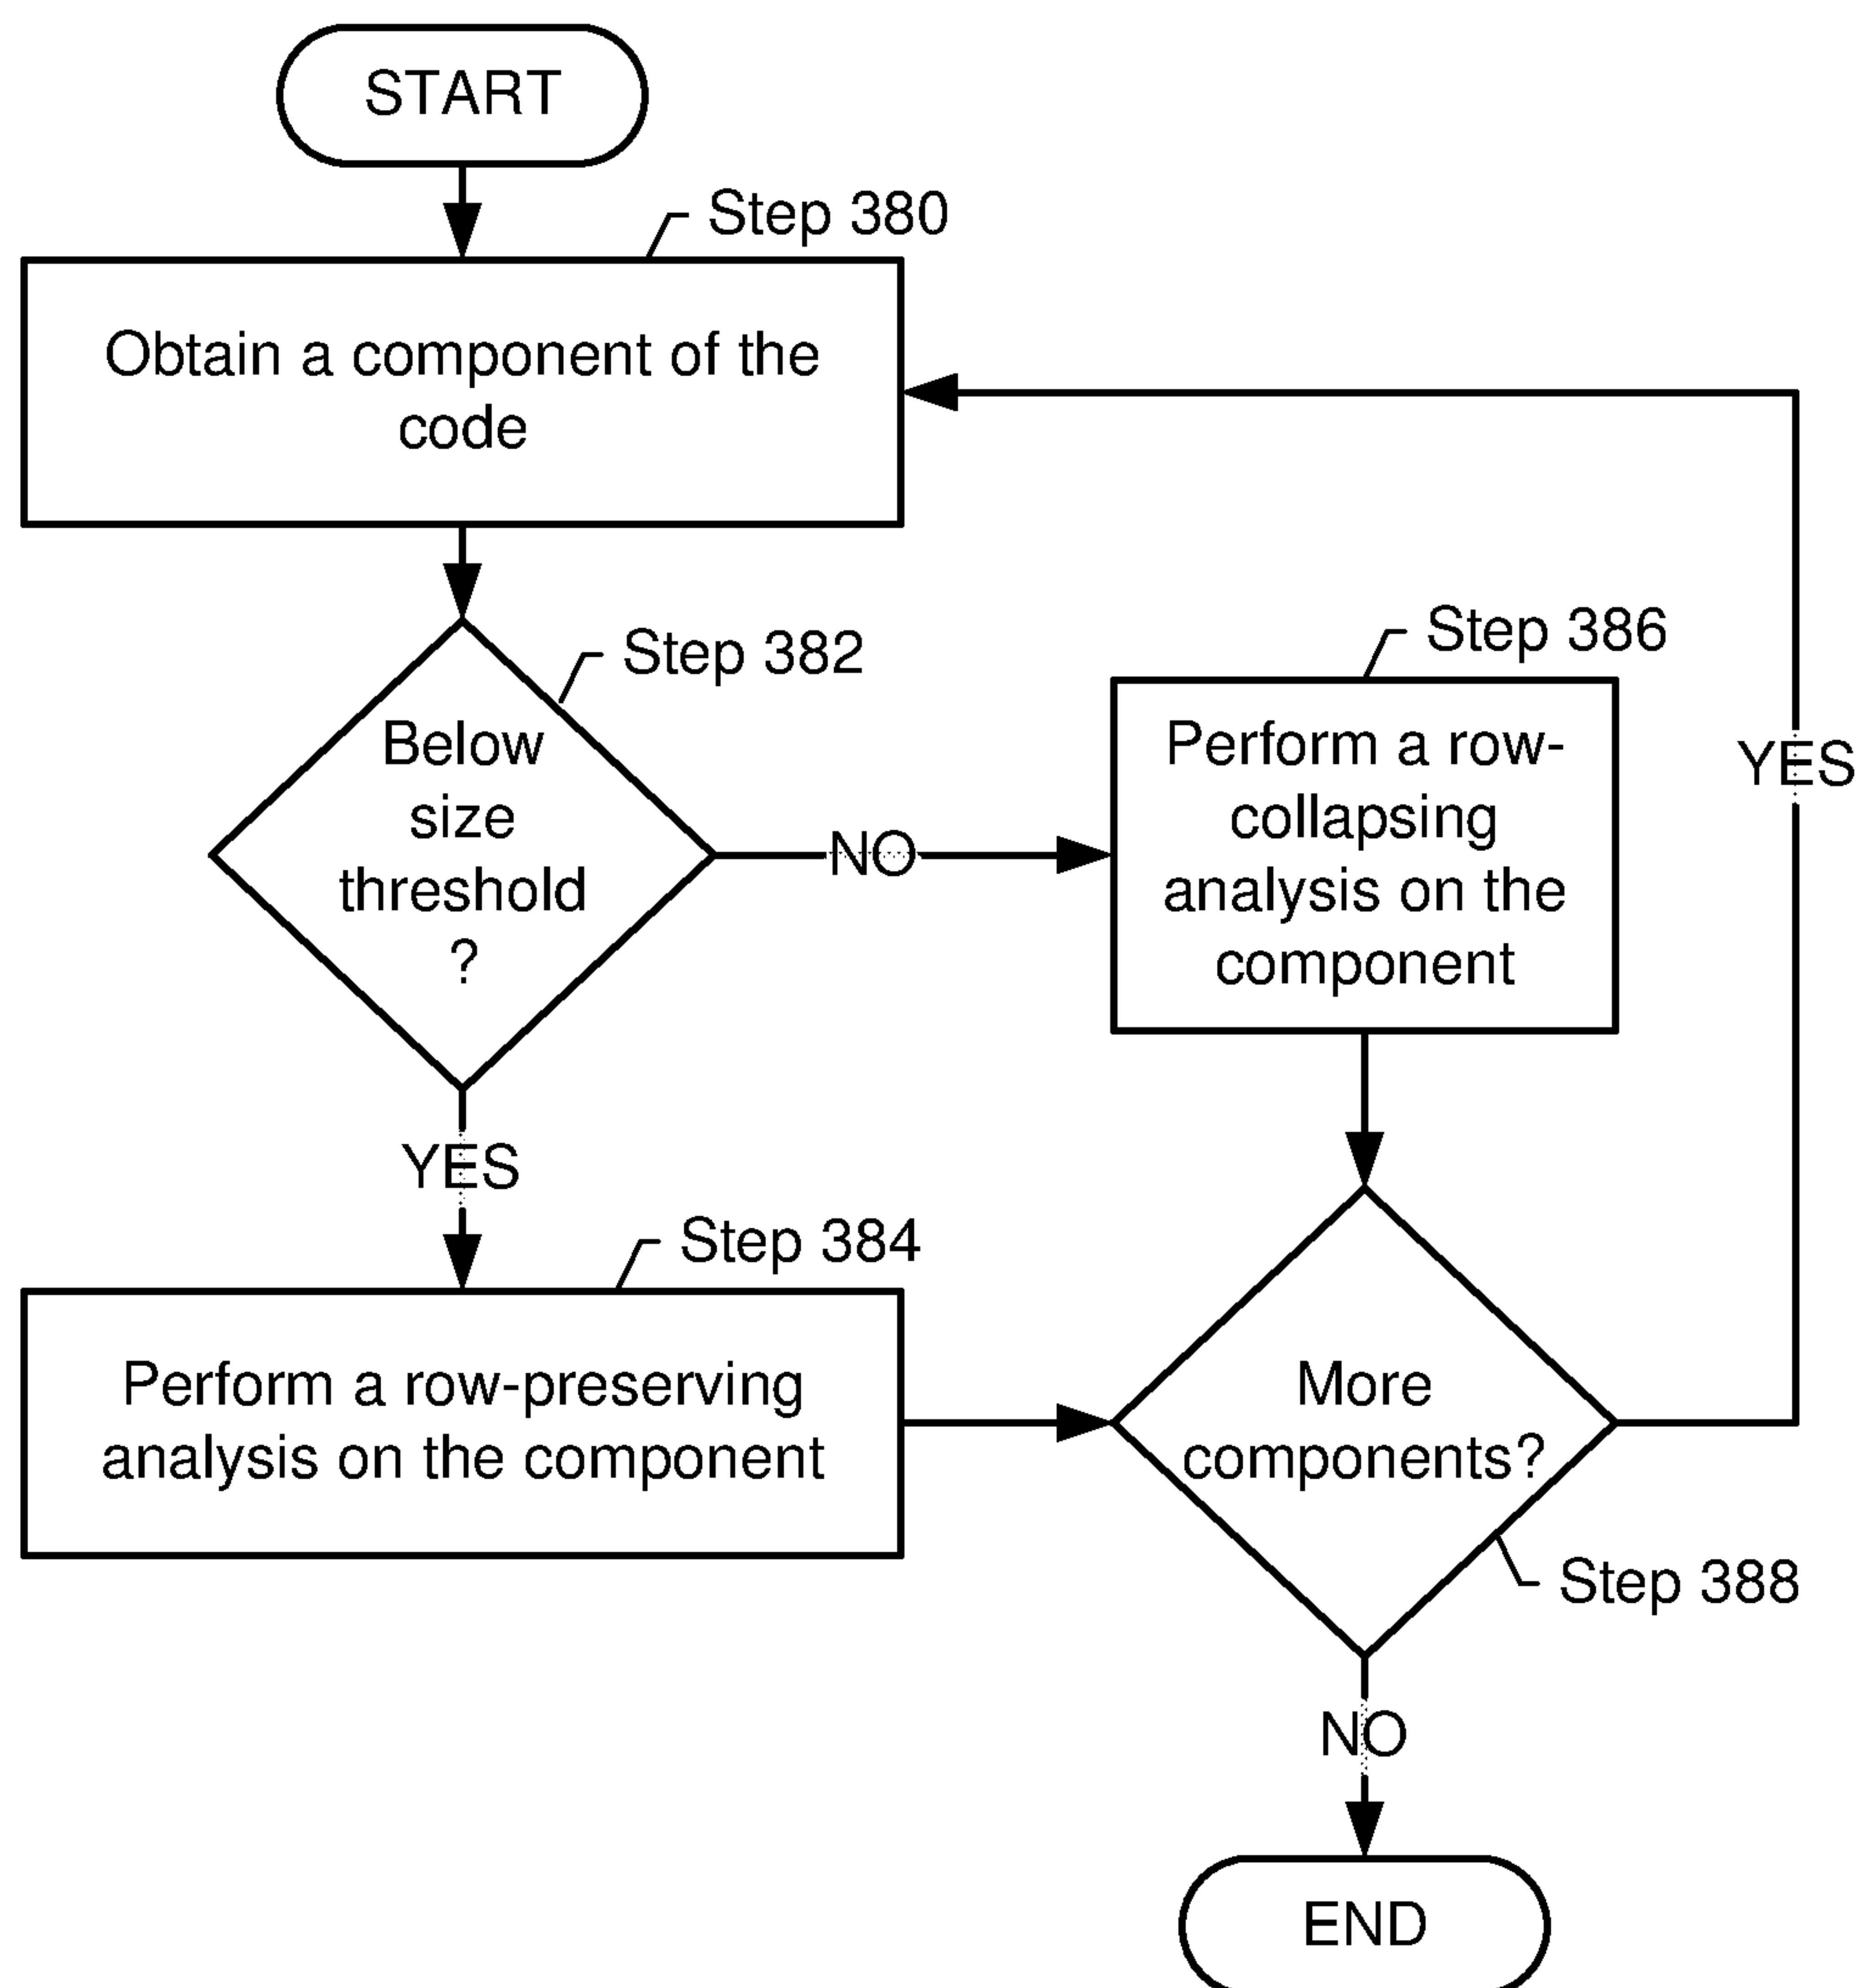 START
Step 380
Obtain a component of the
code
Step 382
Below
size
threshold
?
NO
Step 386
Perform a row-
collapsing
analysis on the
component
YES
YES
Step 384
Perform a row-preserving
analysis on the component
More
components?
Step 388
NO
END